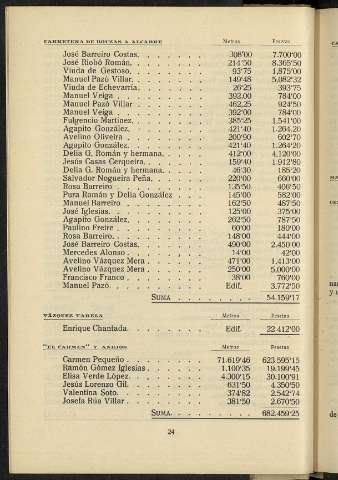 CARRETERA DE BOUZAS A ALCABRE Metros Pesetas
José Barreiro Costas. 308'00 7.700'00
José Riobó Román. 214'50 8.365'50
Viuda de Gestoso. 93'75 1.875'00
Manuel Pazó Villar. 149'48 5.082'32
Viuda de Echevarría. 26'25 393'75
Manuel Veiga 392,00 784'00
Manuel Pazó Villar 462,25 924'50
Manuel Veiga 392'00 784'00
Fulgencio Martínez. 385'25 1.541'00
Agapito González. 421'40 1.264,20
Avelino Oliveira 200'90 602'70
Agapito González. 421'40 1.264'20
Delia G. Román y hermana. 412'00 4.120'00
Jesús Casas Cerqueira. 159'40 1.912'80
Delia G. Román y hermana. 46'30 185'20
Salvador Nogueira Peña. 220'00 660'00
Rosa Barreiro 135'50 406'50
Pura Román y Delia González 145'00 582'00
Manuel Barreiro 162'50 487'50
José Iglesias. 125'00 375'00
Agapito González. 262'50 787'50
Paulino Freire 60'00 180'00
Rosa Barreiro. 148'00 444'00
José Barreiro Costas. 490'00 2.450'00
Mercedes Alonso 14'00 42'00
Avelino Vázquez Mera 471'00 1.413'00
Avelino Vázquez Mera 250'00 5.000'00
Francisco Franco 38'00 760'00
Manuel Pazó. Edif. 3.772'50
SUMA 54.159'17
VÁZQUEZ VARELA Metros Pesetas
Enrique Chantada. Edif. 22.412'00
"EL CARMEN" Y ANEJOS Metros Pesetas
Carmen Pequeño 71.619'46 623.595'15
Ramón Gómez Iglesias 1.100'35 19.199'45
Elisa Verde López. 4.300'15 30.100'91
Jesús Lorenzo Gil. 631'50 4.350'50
Valentina Soto. 374'82 2.542'74
Josefa Rúa Villar 381'50 2.670'50
SUMA. 682.459'25
24